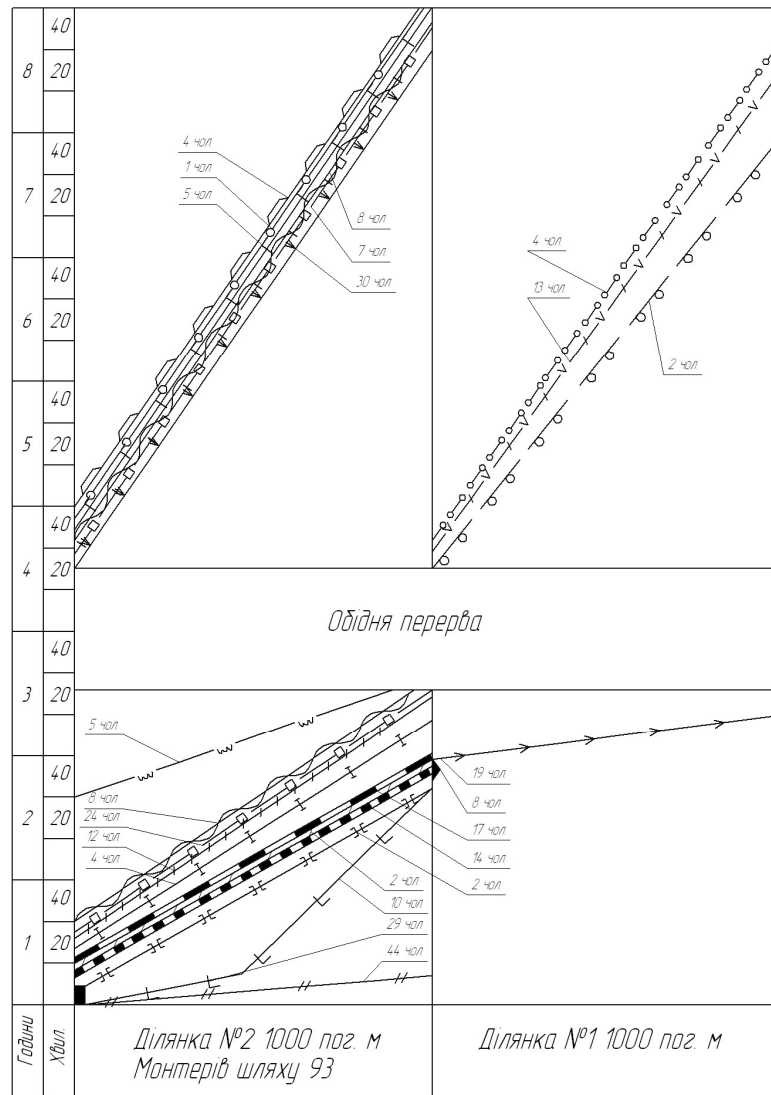 40
8
20
40
7
20
40
6
20
40
5
20
40
4
20
40
3
20
40
2
20
40
1
20
Години
Хвил.
4 чол
1 чол
5 чол
8 чол
7 чол
30 чол
4 чол.
13 чол
2 чол
Обідня перерва
5 чол
8 чол
24 чол
12 чол
4 чол
19 чол
8 чол
17 чол
14 чол
2 чол
2 чол
10 чол
29 чол
44 чол
Ділянка №2 1000 пог. м
Монтерів шляху 93
Ділянка №1 1000 пог. м